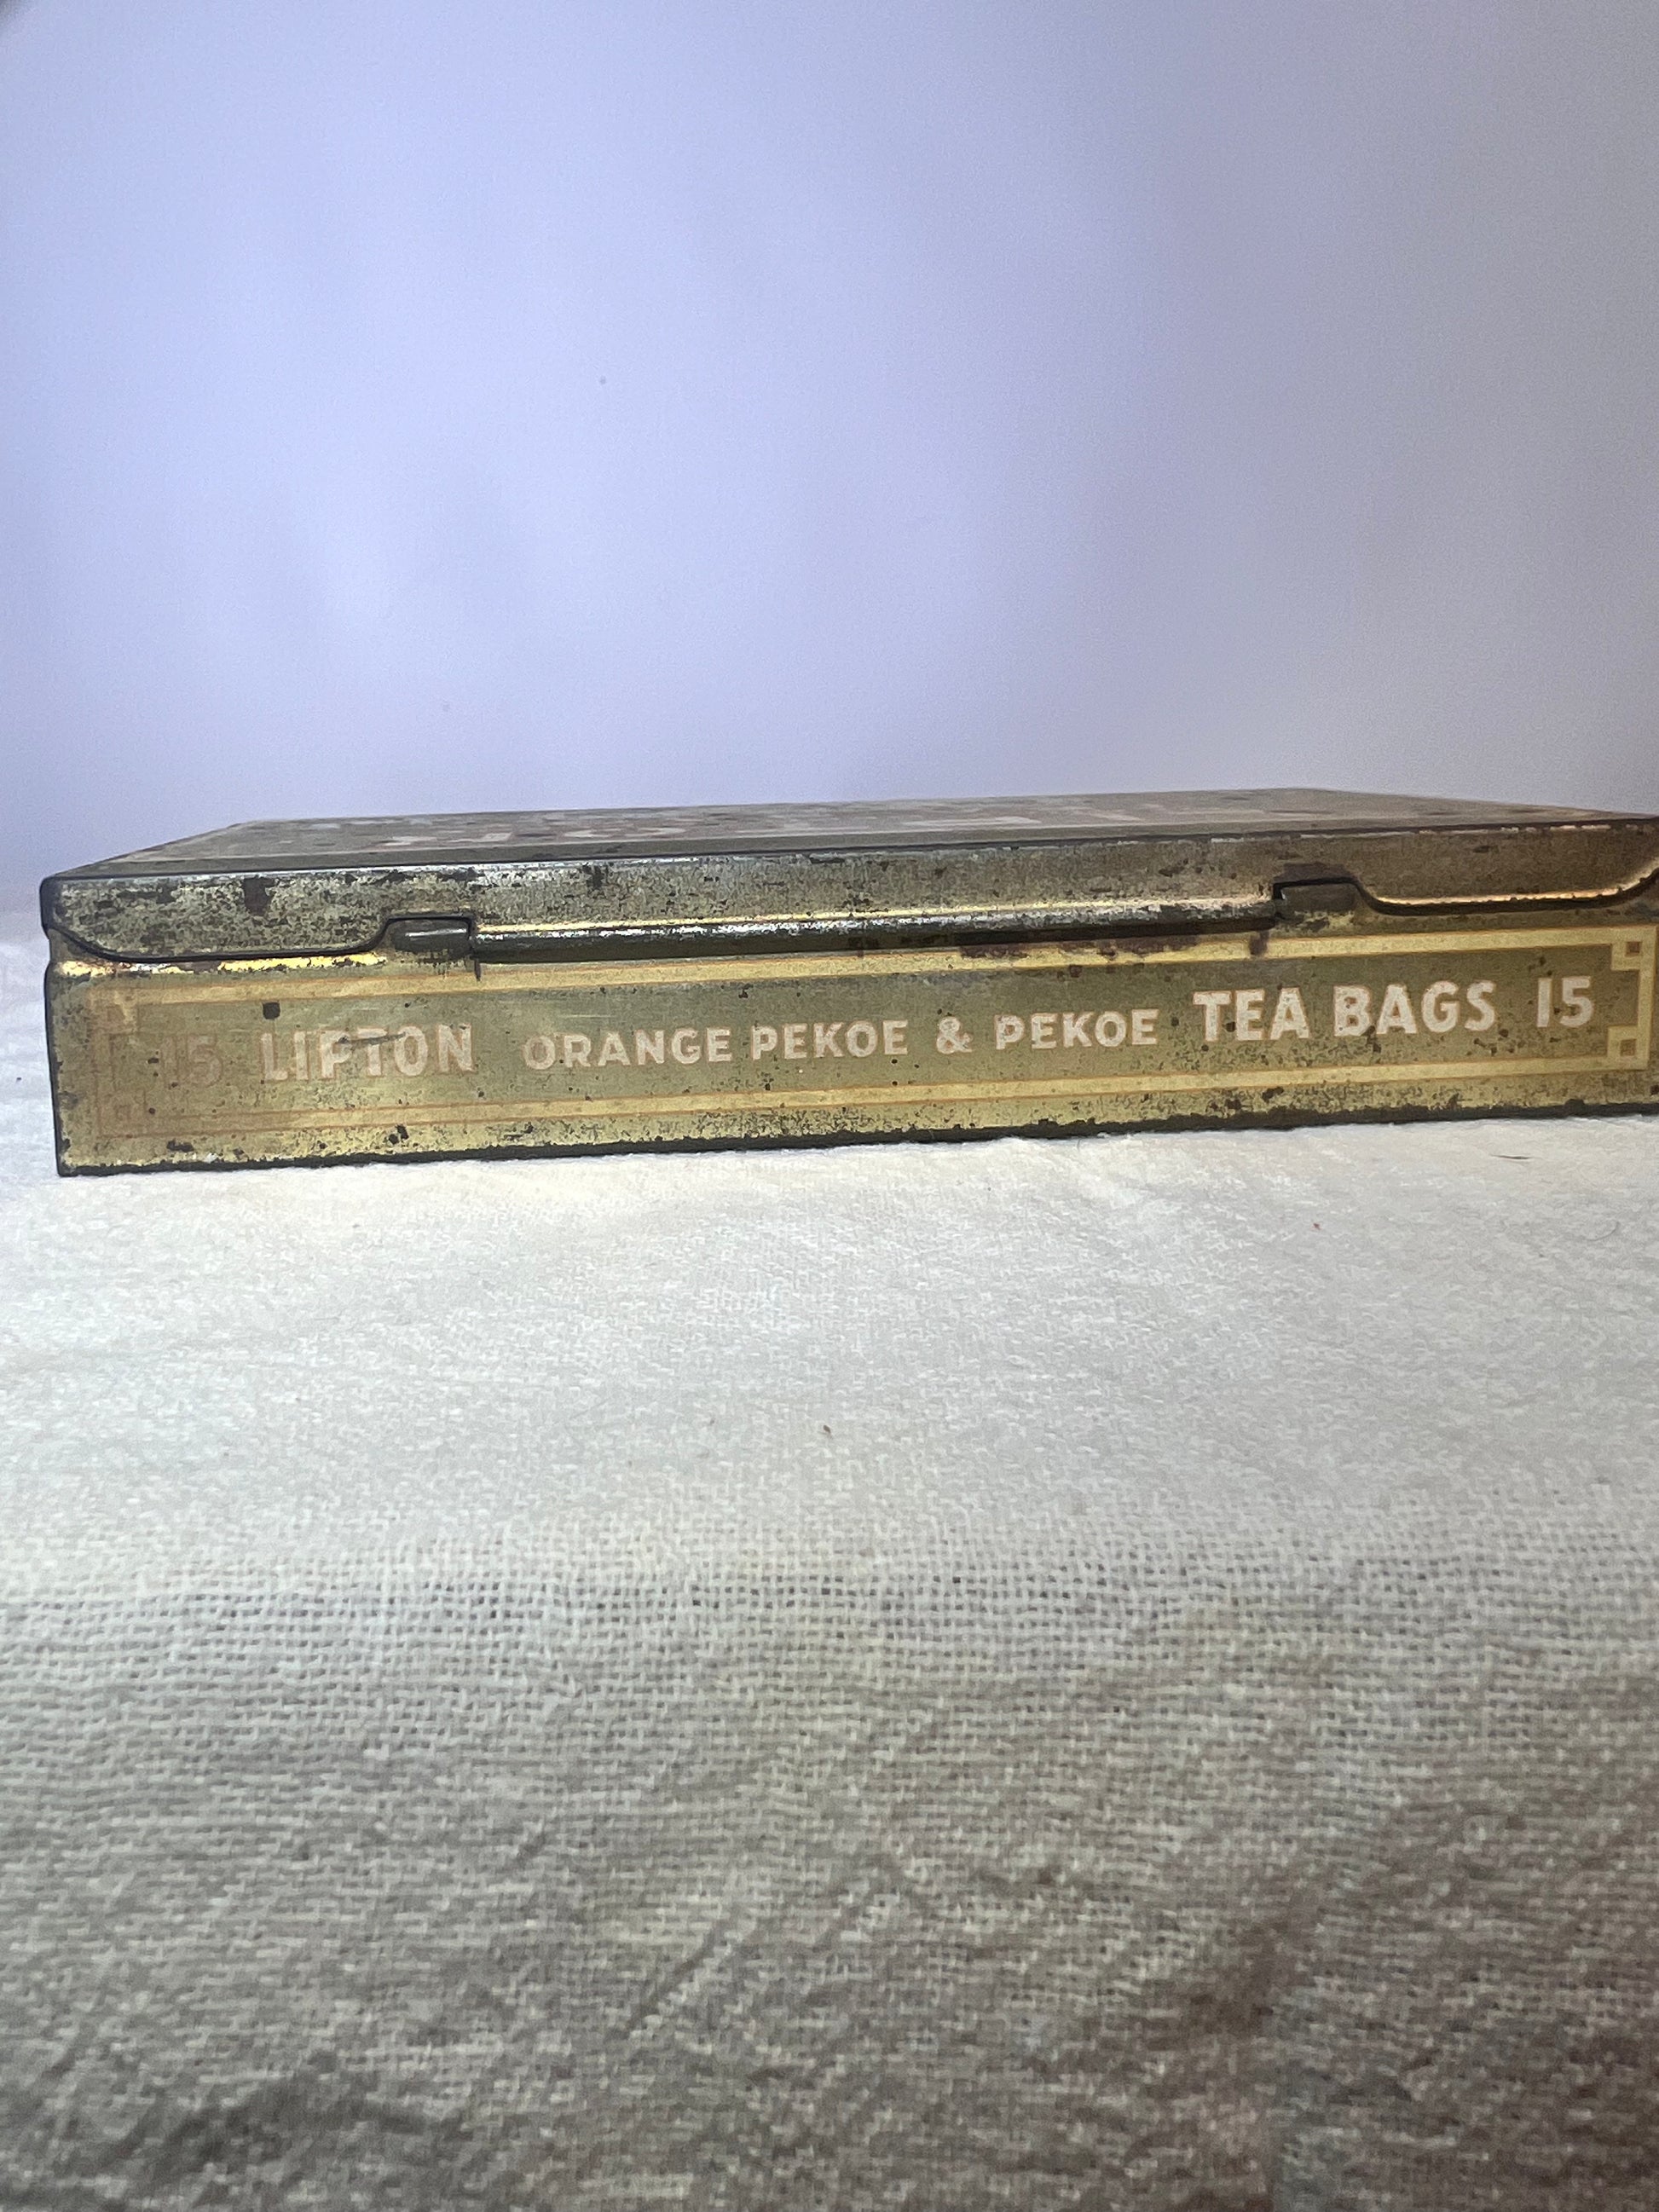 15 LIPTON ORANGE PEKOE & PEKOE TEA BAGS 15